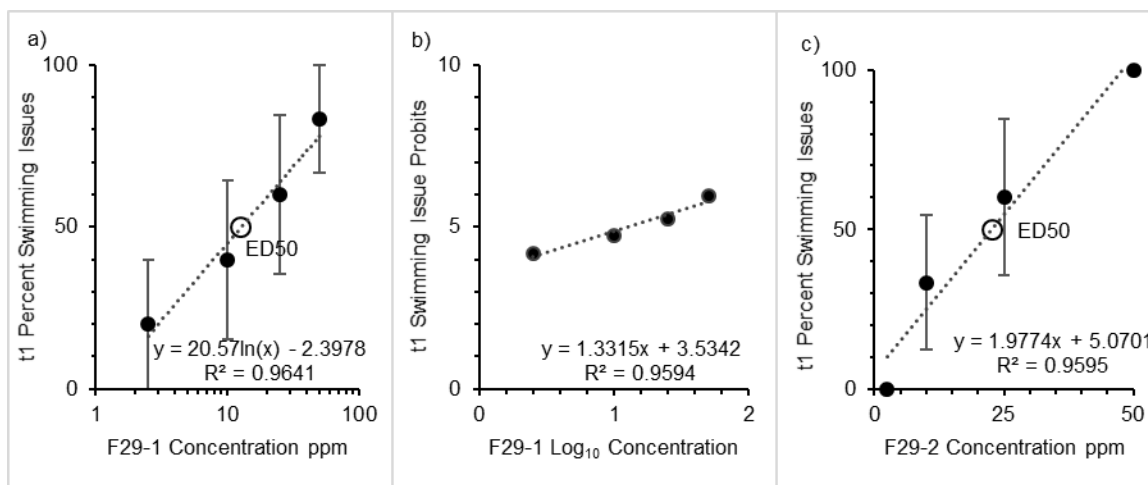 a)
t1 Percent Swimming Issues
100
50
0
ED50
y = 20.57ln(x) - 2.3978
R² = 0.9641
1 10 100
F29-1 Concentration ppm
b)
t1 Swimming Issue Probits
10
5
0
y = 1.3315x + 3.5342
R² = 0.9594
0 1 2
F29-1 Log₁₀ Concentration
c)
t1 Percent Swimming Issues
100
50
0
ED50
y = 1.9774x + 5.0701
R² = 0.9595
0 25 50
F29-2 Concentration ppm